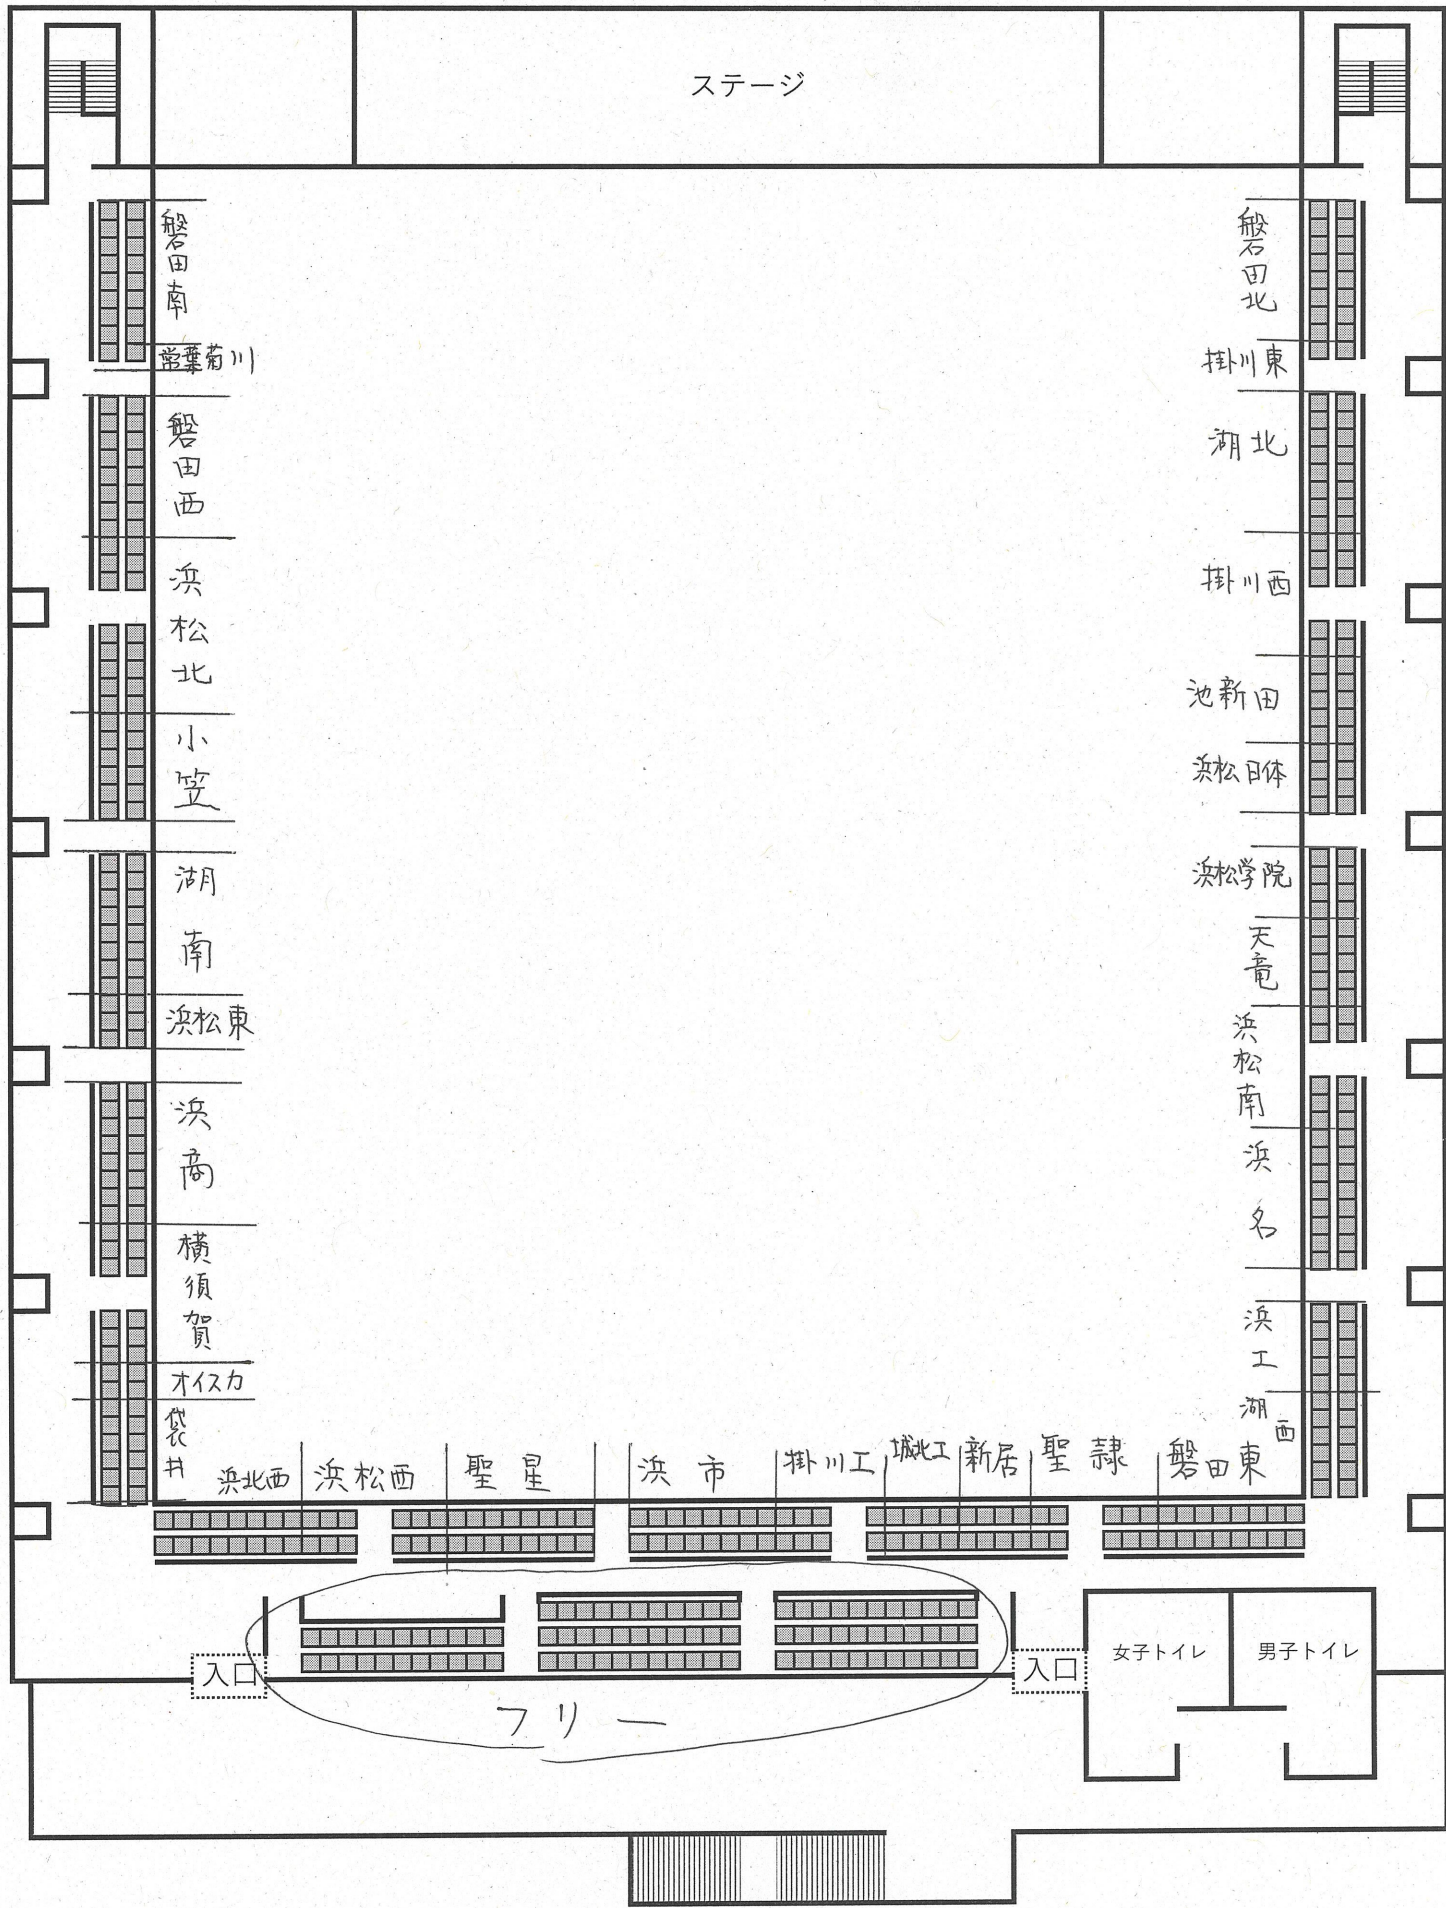 ステージ
磐田南
常葉菊川
磐田西
浜松北
小笠
湖南
浜松東
浜商
横須賀
オイスカ
袋井
磐田北
掛川東
湖北
掛川西
池新田
浜松日体
浜松学院
天竜
浜松南
浜名
浜工
湖西
浜北西
浜松西
聖星
浜市
掛川工
城北工
新居
聖隷
磐田東
入口
入口
女子トイレ
男子トイレ
フリー